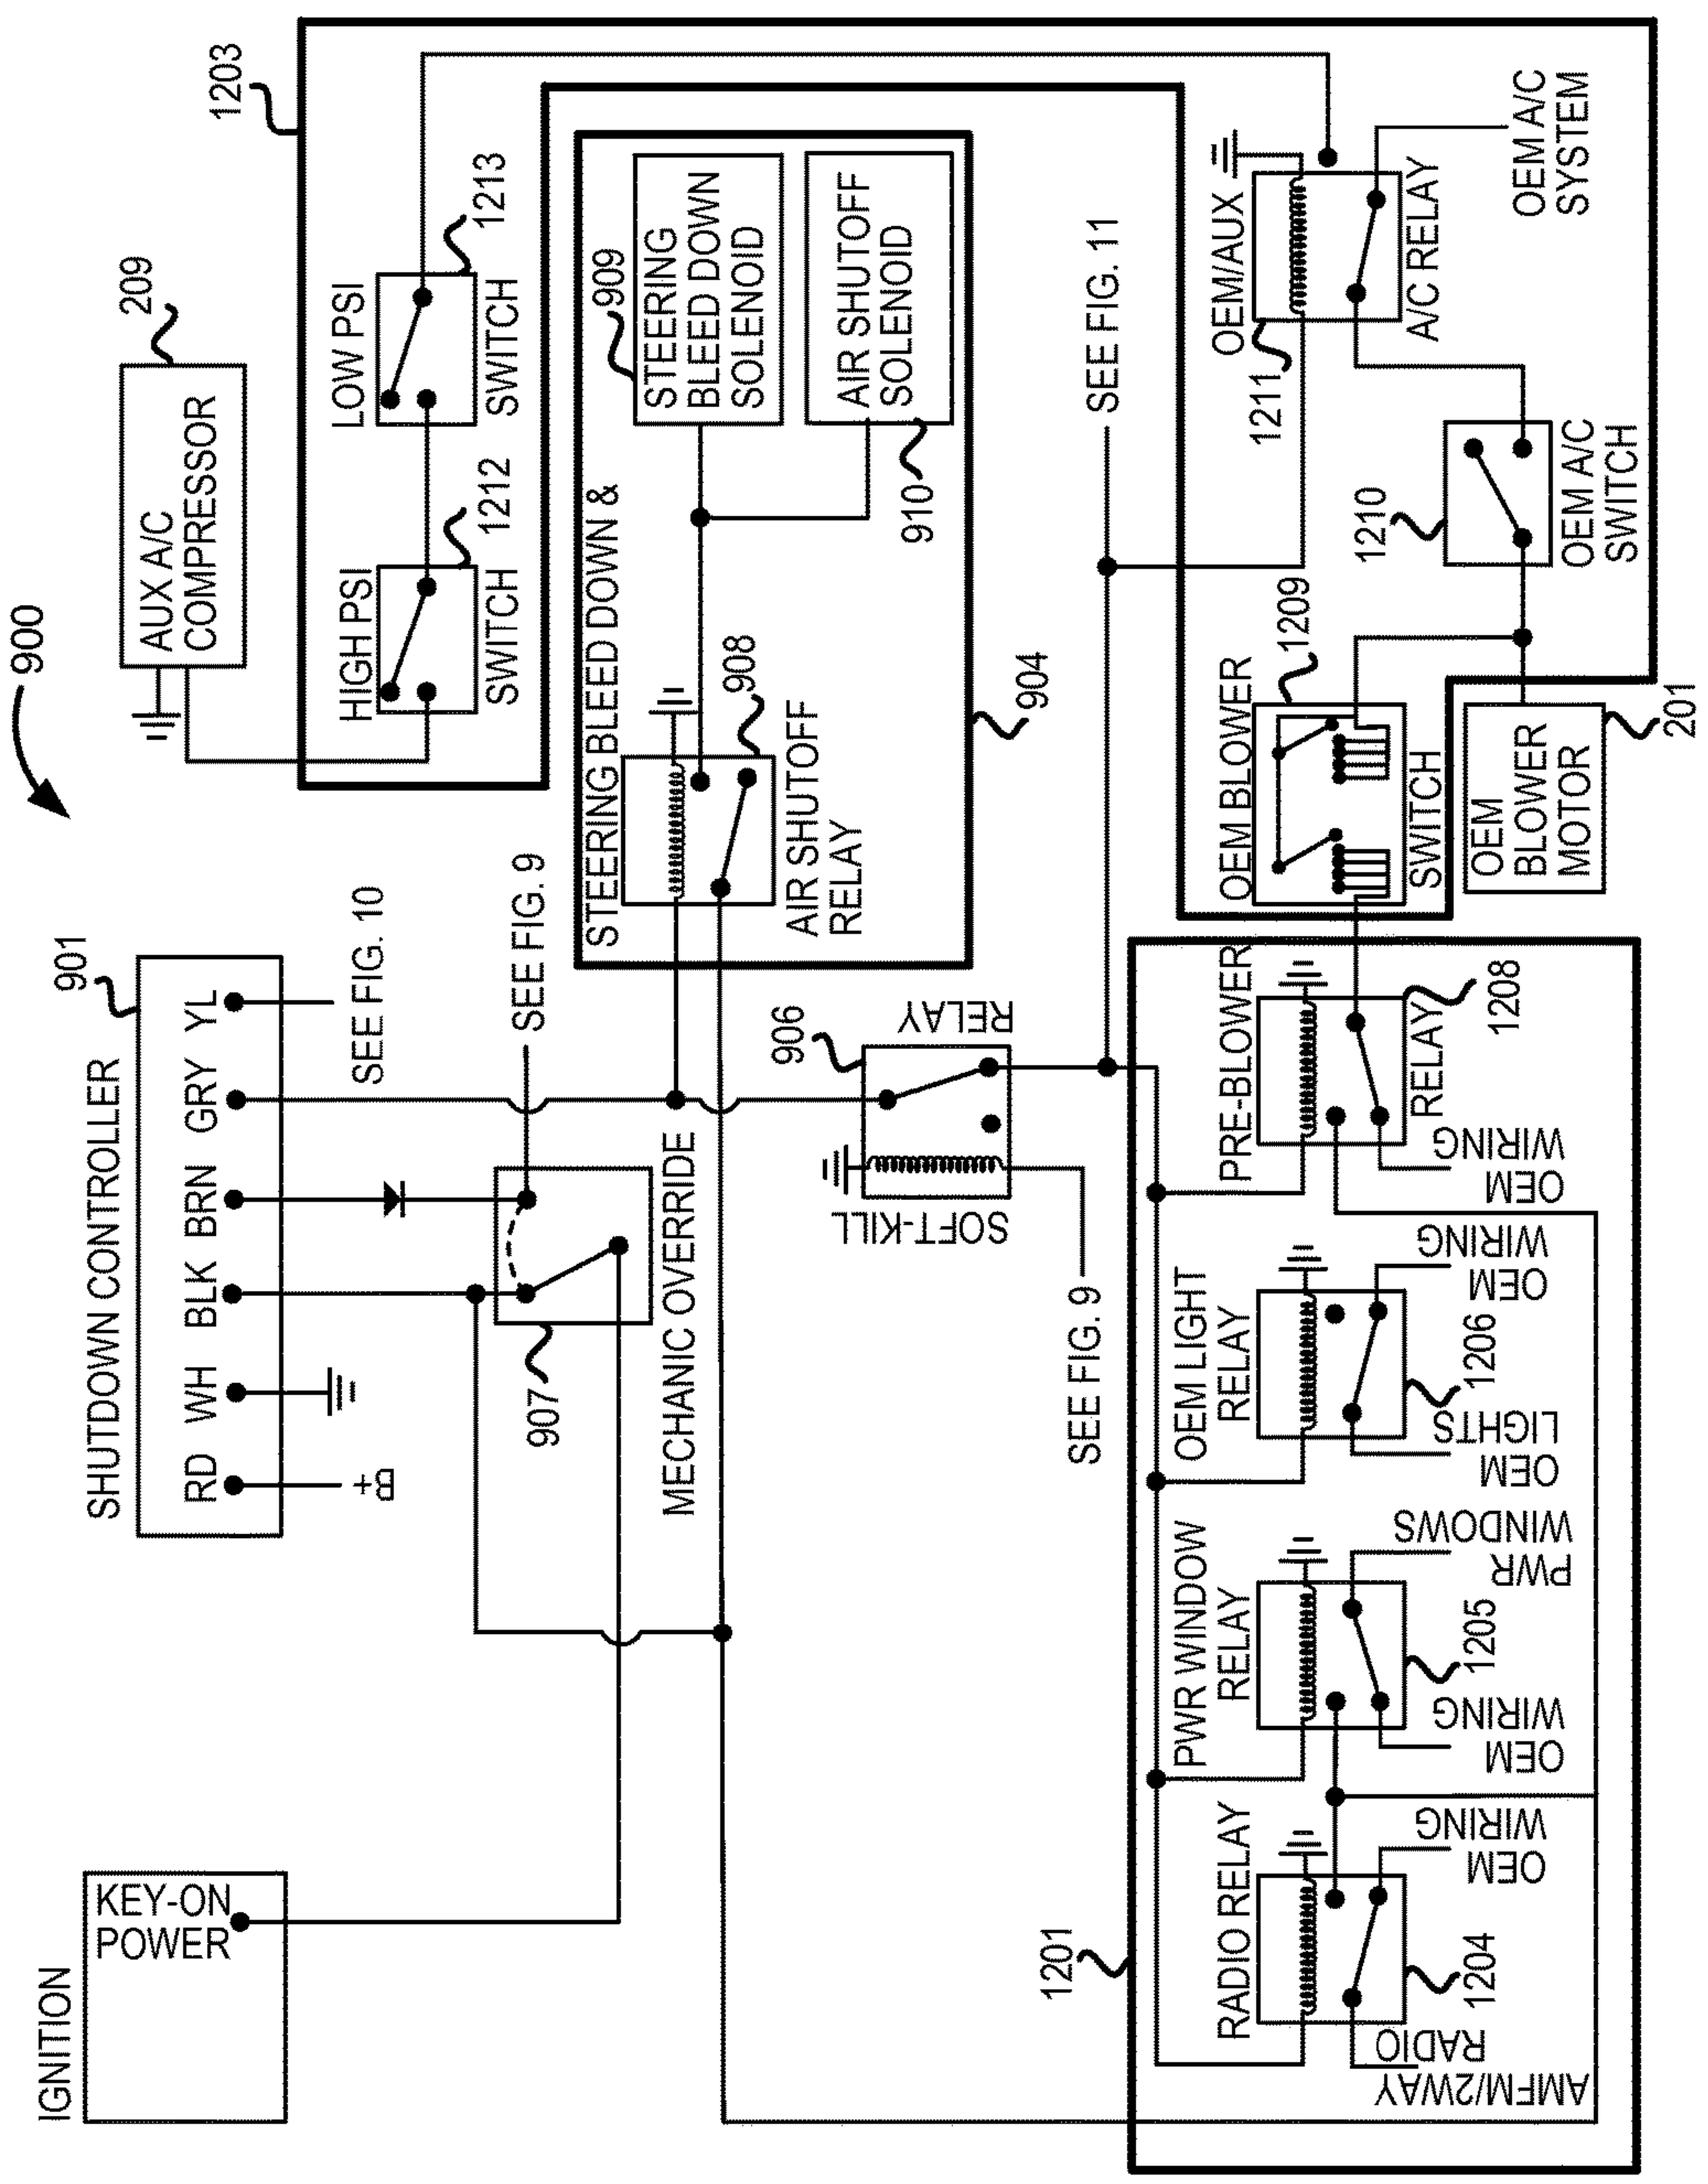 900
IGNITION
KEY-ON
POWER
SHUTDOWN CONTROLLER
901
RD
WH
BLK
BRN
GRY
YL
B+
SEE FIG. 10
907
MECHANIC OVERRIDE
SEE FIG. 9
AUX A/C
COMPRESSOR
209
1203
HIGH PSI
SWITCH
1212
LOW PSI
SWITCH
1213
STEERING BLEED DOWN &
AIR SHUTOFF
RELAY
908
904
909
STEERING
BLEED DOWN
SOLENOID
AIR SHUTOFF
SOLENOID
910
906
SOFT-KILL
RELAY
SEE FIG. 9
SEE FIG. 11
1201
RADIO RELAY
1204
AMFM/2WAY
RADIO
OEM
WIRING
PWR WINDOW
RELAY
1205
OEM
WIRING
PWR
WINDOWS
OEM LIGHT
RELAY
1206
OEM
LIGHTS
OEM
WIRING
PRE-BLOWER
RELAY
1208
OEM
WIRING
OEM BLOWER
SWITCH
1209
OEM
BLOWER
MOTOR
201
1210
OEM A/C
SWITCH
OEM/AUX
A/C RELAY
1211
OEM A/C
SYSTEM